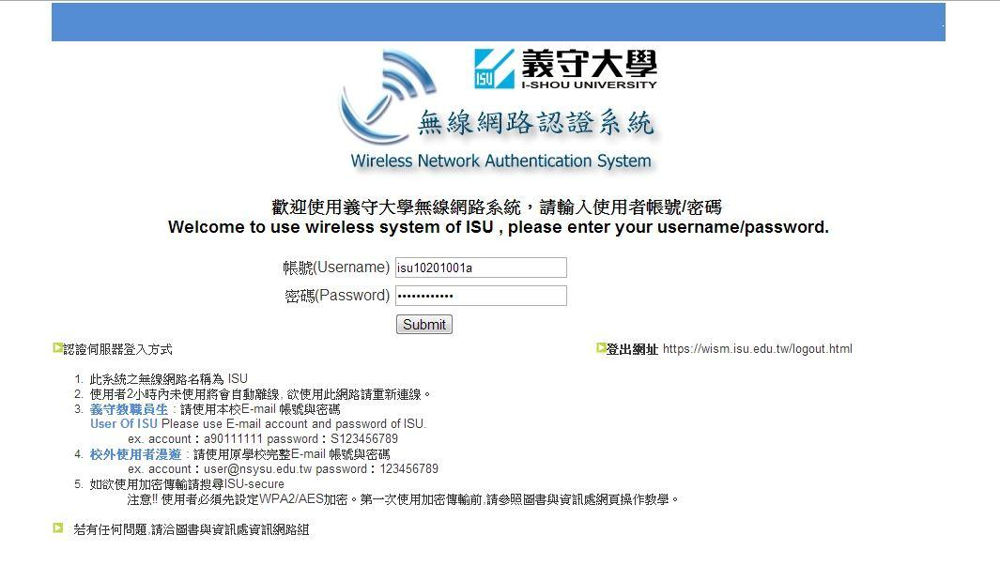 ISU 義守大學
I-SHOU UNIVERSITY
無線網路認證系統
Wireless Network Authentication System
歡迎使用義守大學無線網路系統，請輸入使用者帳號/密碼
Welcome to use wireless system of ISU , please enter your username/password.
帳號(Username) isu10201001a
密碼(Password) ••••••••••••
Submit
認證伺服器登入方式
登出網址 https://wism.isu.edu.tw/logout.html
1. 此系統之無線網路名稱為 ISU
2. 使用者2小時內未使用將會自動離線, 欲使用此網路請重新連線。
3. 義守教職員生：請使用本校E-mail 帳號與密碼
User Of ISU Please use E-mail account and password of ISU.
ex. account：a90111111 password：S123456789
4. 校外使用者漫遊：請使用原學校完整E-mail 帳號與密碼
ex. account：user@nsysu.edu.tw password：123456789
5. 如欲使用加密傳輸請搜尋ISU-secure
注意!! 使用者必須先設定WPA2/AES加密。第一次使用加密傳輸前,請參照圖書與資訊處網頁操作教學。
若有任何問題,請洽圖書與資訊處資訊網路組